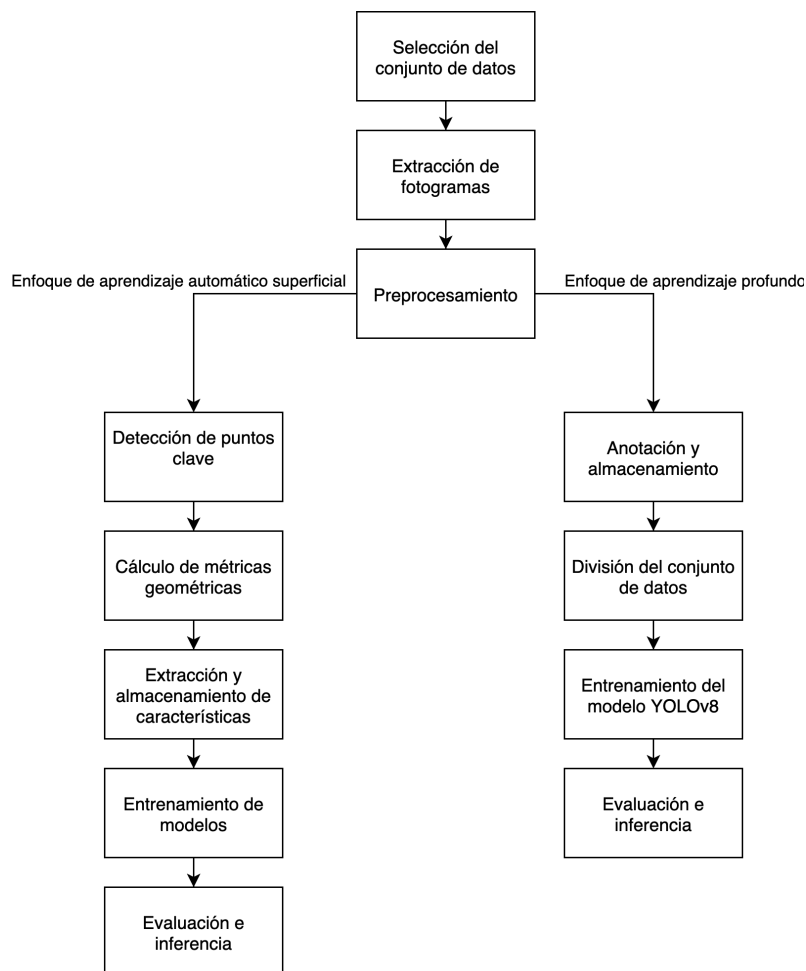 Selección del
conjunto de datos
Extracción de
fotogramas
Preprocesamiento
Enfoque de aprendizaje automático superficial
Enfoque de aprendizaje profundo
Detección de puntos
clave
Cálculo de métricas
geométricas
Extracción y
almacenamiento de
característíficas
Entrenamiento de
modelos
Evaluación e
inferencia
Anotación y
almacenamiento
División del conjunto
de datos
Entrenamiento del
modelo YOLOv8
Evaluación e
inferencia